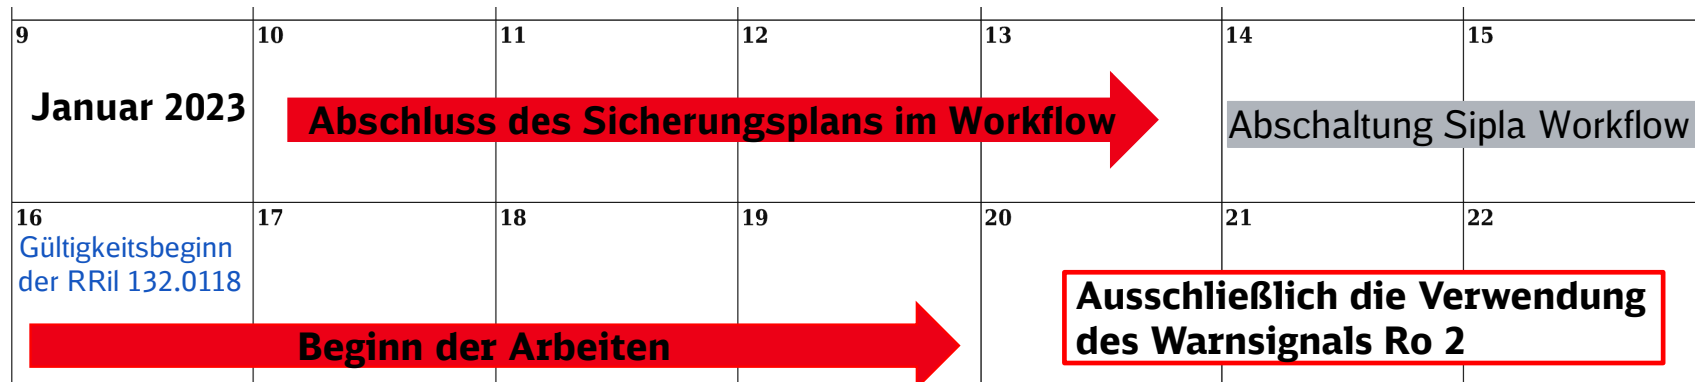 9 10 11 12 13 14 15
Januar 2023
Abschluss des Sicherungsplans im Workflow
Abschaltung Sipla Workflow
16 17 18 19 20 21 22
Gültigkeitsbeginn
der RRil 132.0118
Beginn der Arbeiten
Ausschließlich die Verwendung
des Warnsignals Ro 2